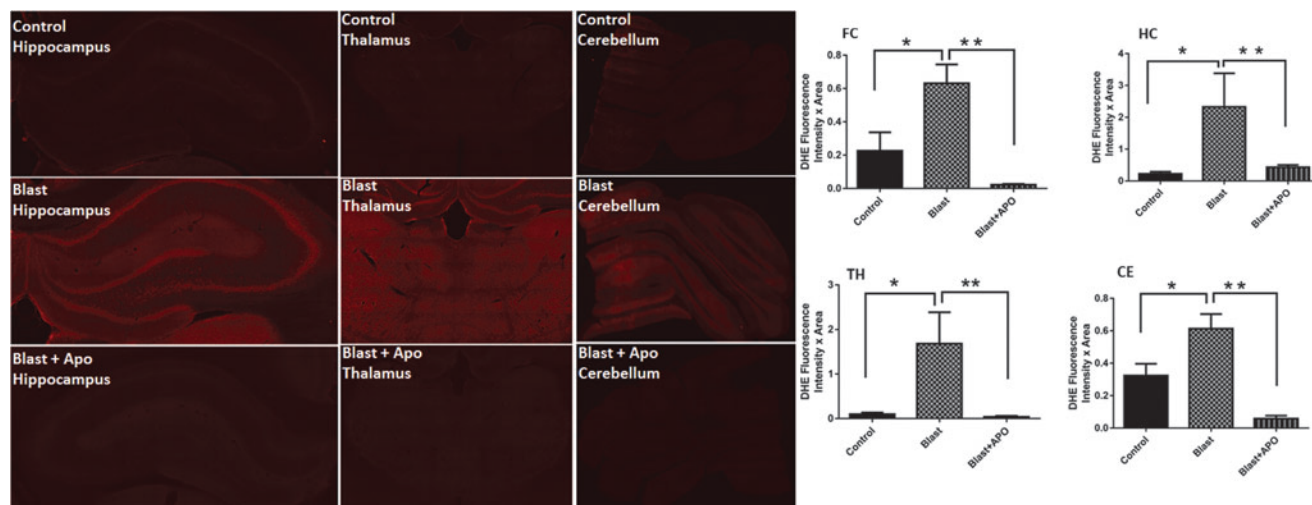 Control
Hippocampus
Control
Thalamus
Control
Cerebellum
Blast
Hippocampus
Blast
Thalamus
Blast
Cerebellum
Blast + Apo
Hippocampus
Blast + Apo
Thalamus
Blast + Apo
Cerebellum
FC
* **
DHE Fluorescence
Intensity x Area
0.8
0.6
0.4
0.2
0.0
Control
Blast
Blast+APO
HC
* **
DHE Fluorescence
Intensity x Area
4
3
2
1
0
Control
Blast
Blast+APO
TH
* **
DHE Fluorescence
Intensity x Area
3
2
1
0
Control
Blast
Blast+APO
CE
* **
DHE Fluorescence
Intensity x Area
0.8
0.6
0.4
0.2
0.0
Control
Blast
Blast+APO